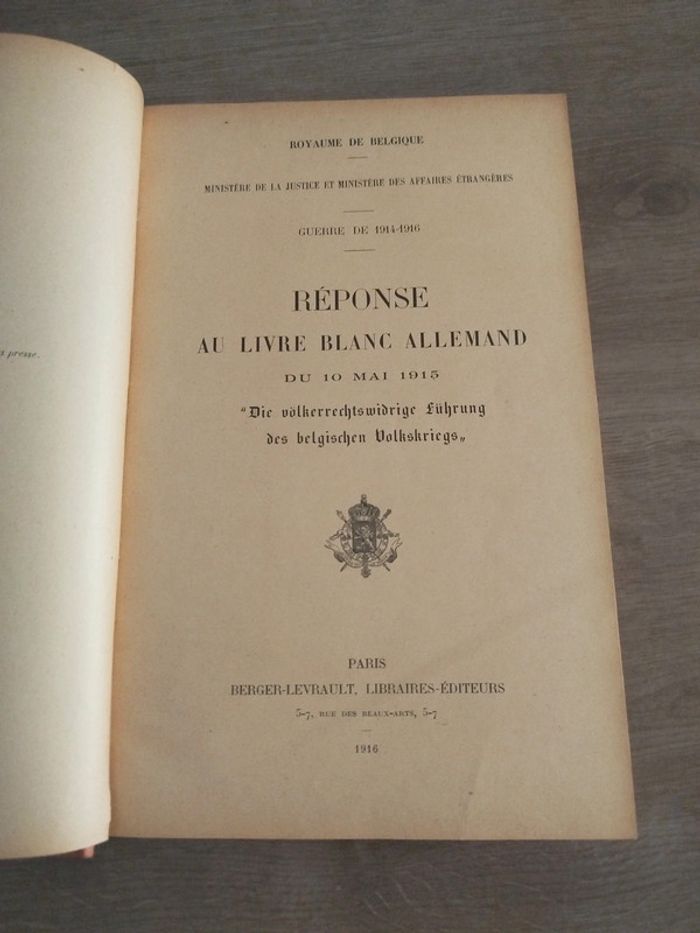 ROYAUME DE BELGIQUE
MINISTÈRE DE LA JUSTICE ET MINISTÈRE DES AFFAIRES ÉTRANGÈRES
GUERRE DE 1914-1916
RÉPONSE
AU LIVRE BLANC ALLEMAND
DU 10 MAI 1915
"Die völkerrechtswidrige Führung
des belgischen Volkskriegs„
PARIS
BERGER-LEVRAULT, LIBRAIRES-ÉDITEURS
5-7, RUE DES BEAUX-ARTS, 5-7
1916
presse.